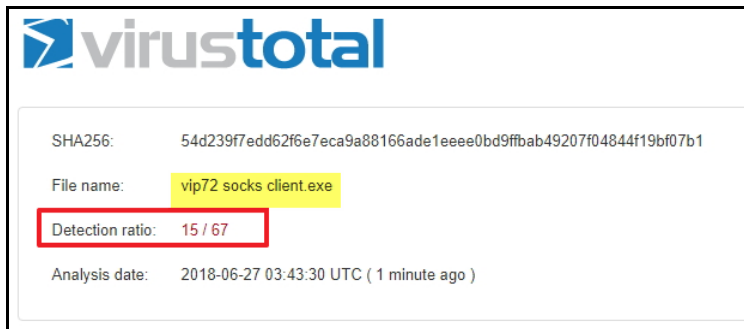 virustotal
SHA256: 54d239f7edd62f6e7eca9a88166ade1eeee0bd9ffbab49207f04844f19bf07b1
File name: vip72 socks client.exe
Detection ratio: 15 / 67
Analysis date: 2018-06-27 03:43:30 UTC ( 1 minute ago )